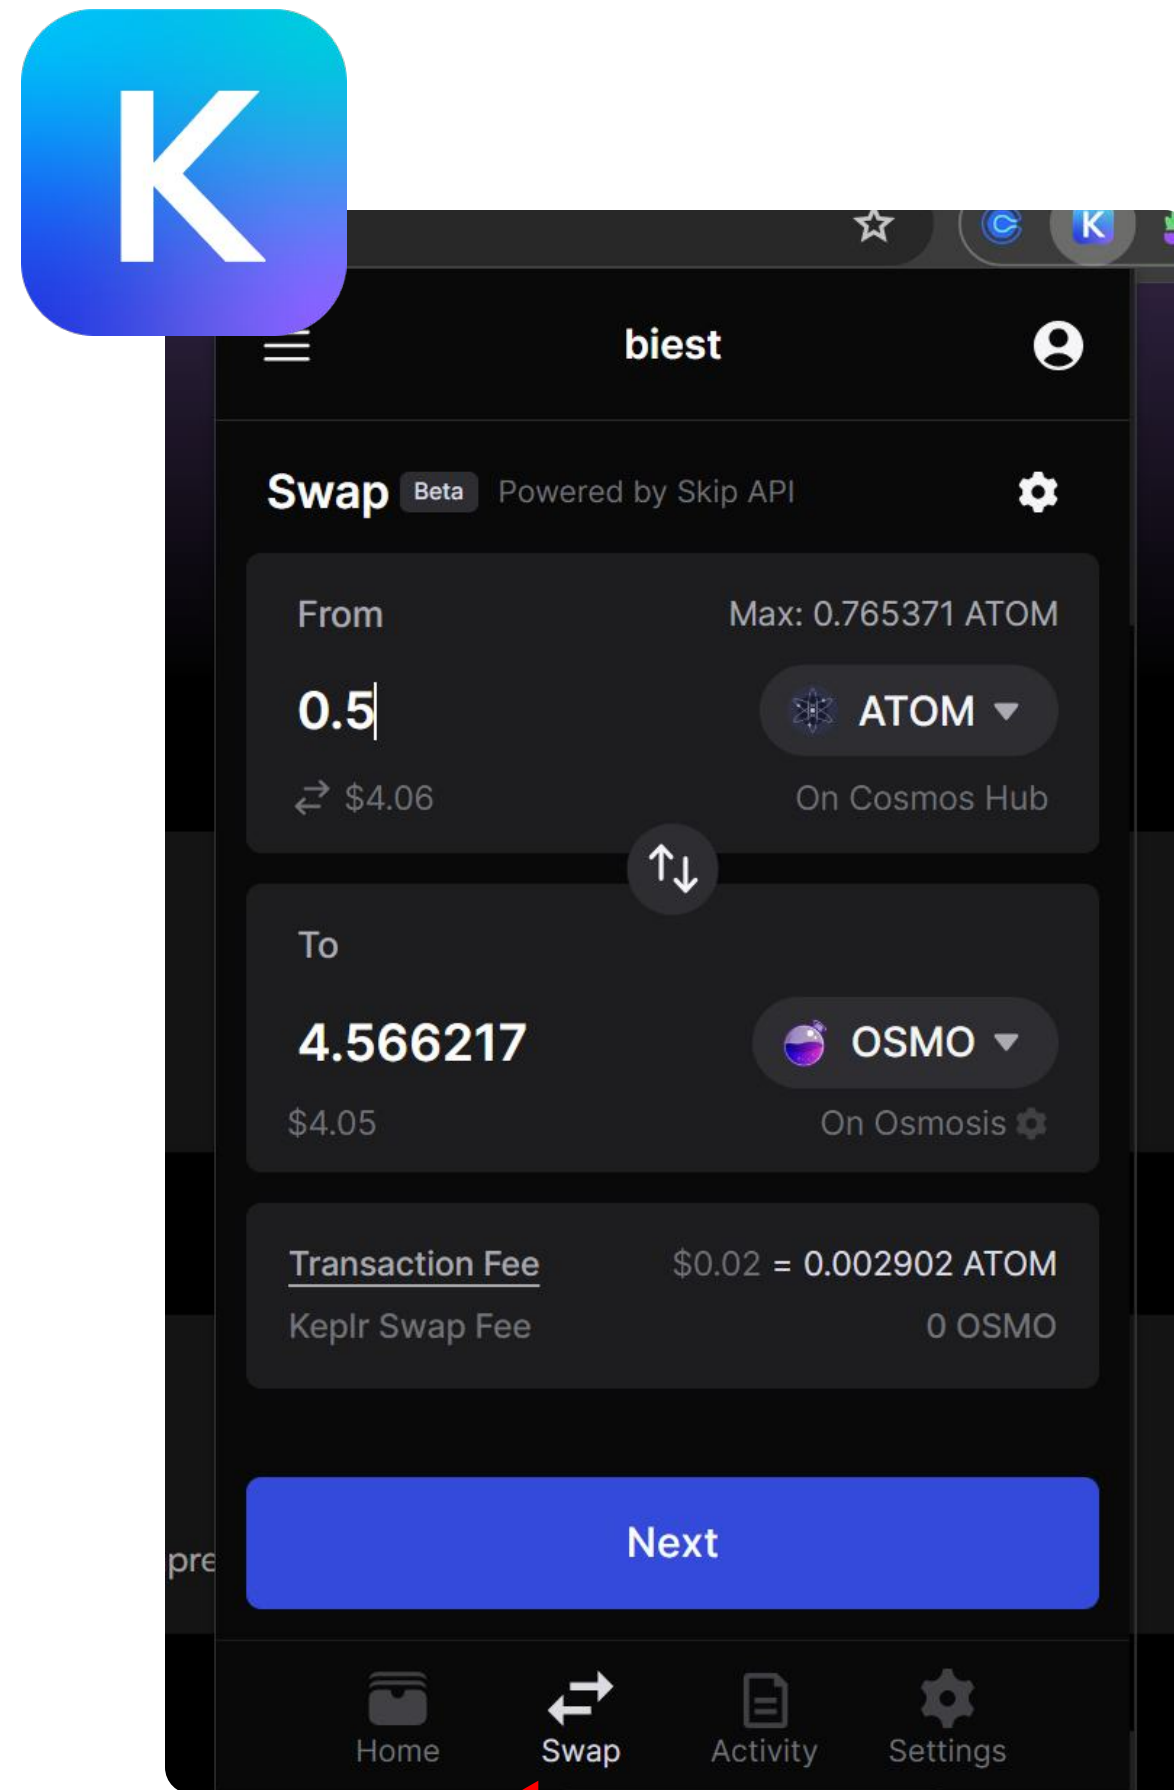 K
K
biest
Swap Beta Powered by Skip API
From Max: 0.765371 ATOM
0.5 ATOM
$4.06 On Cosmos Hub
To
4.566217 OSMO
$4.05 On Osmosis
Transaction Fee $0.02 = 0.002902 ATOM
Keplr Swap Fee 0 OSMO
Next
pre
Home Swap Activity Settings